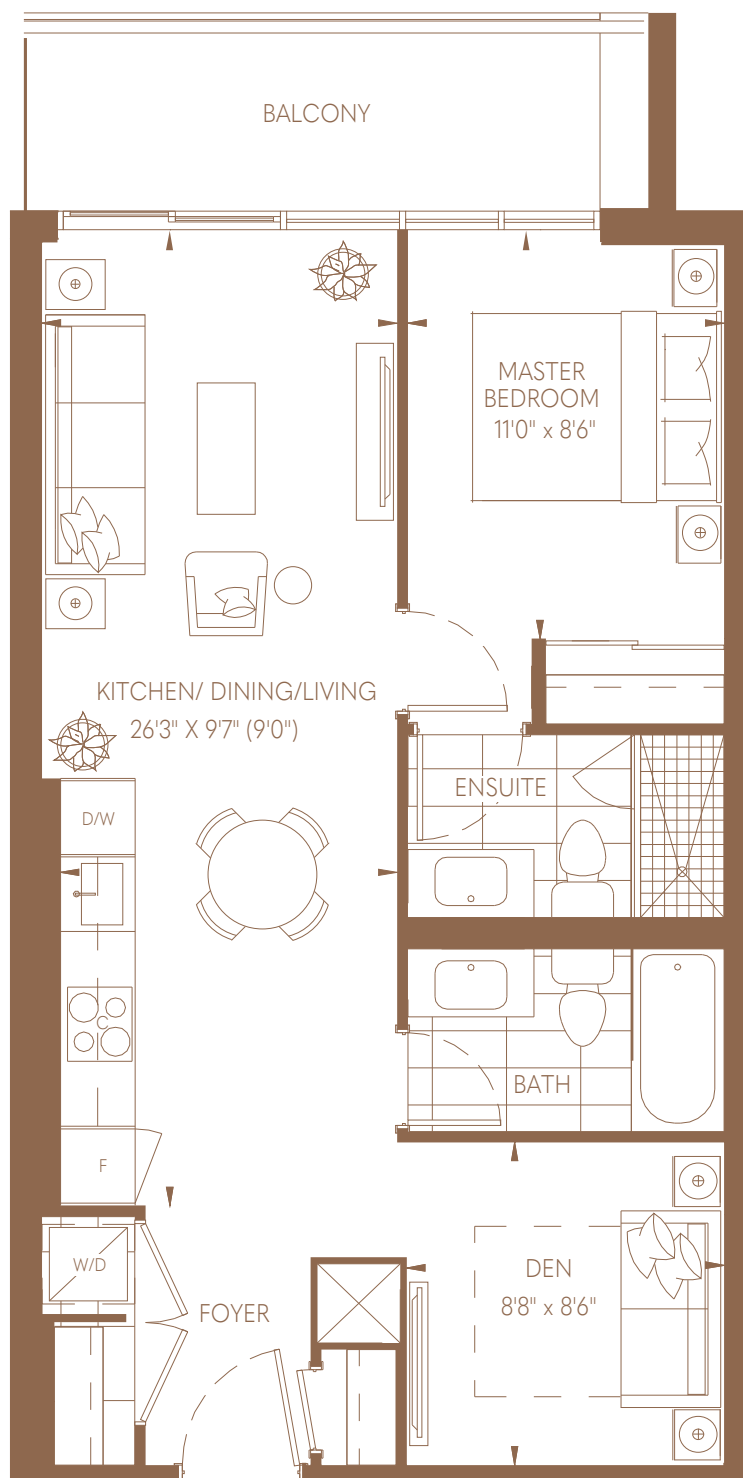 BALCONY
MASTER
BEDROOM
11'0" x 8'6"
KITCHEN/ DINING/LIVING
26'3" X 9'7" (9'0")
ENSUITE
D/W
C
BATH
F
W/D
FOYER
DEN
8'8" x 8'6"